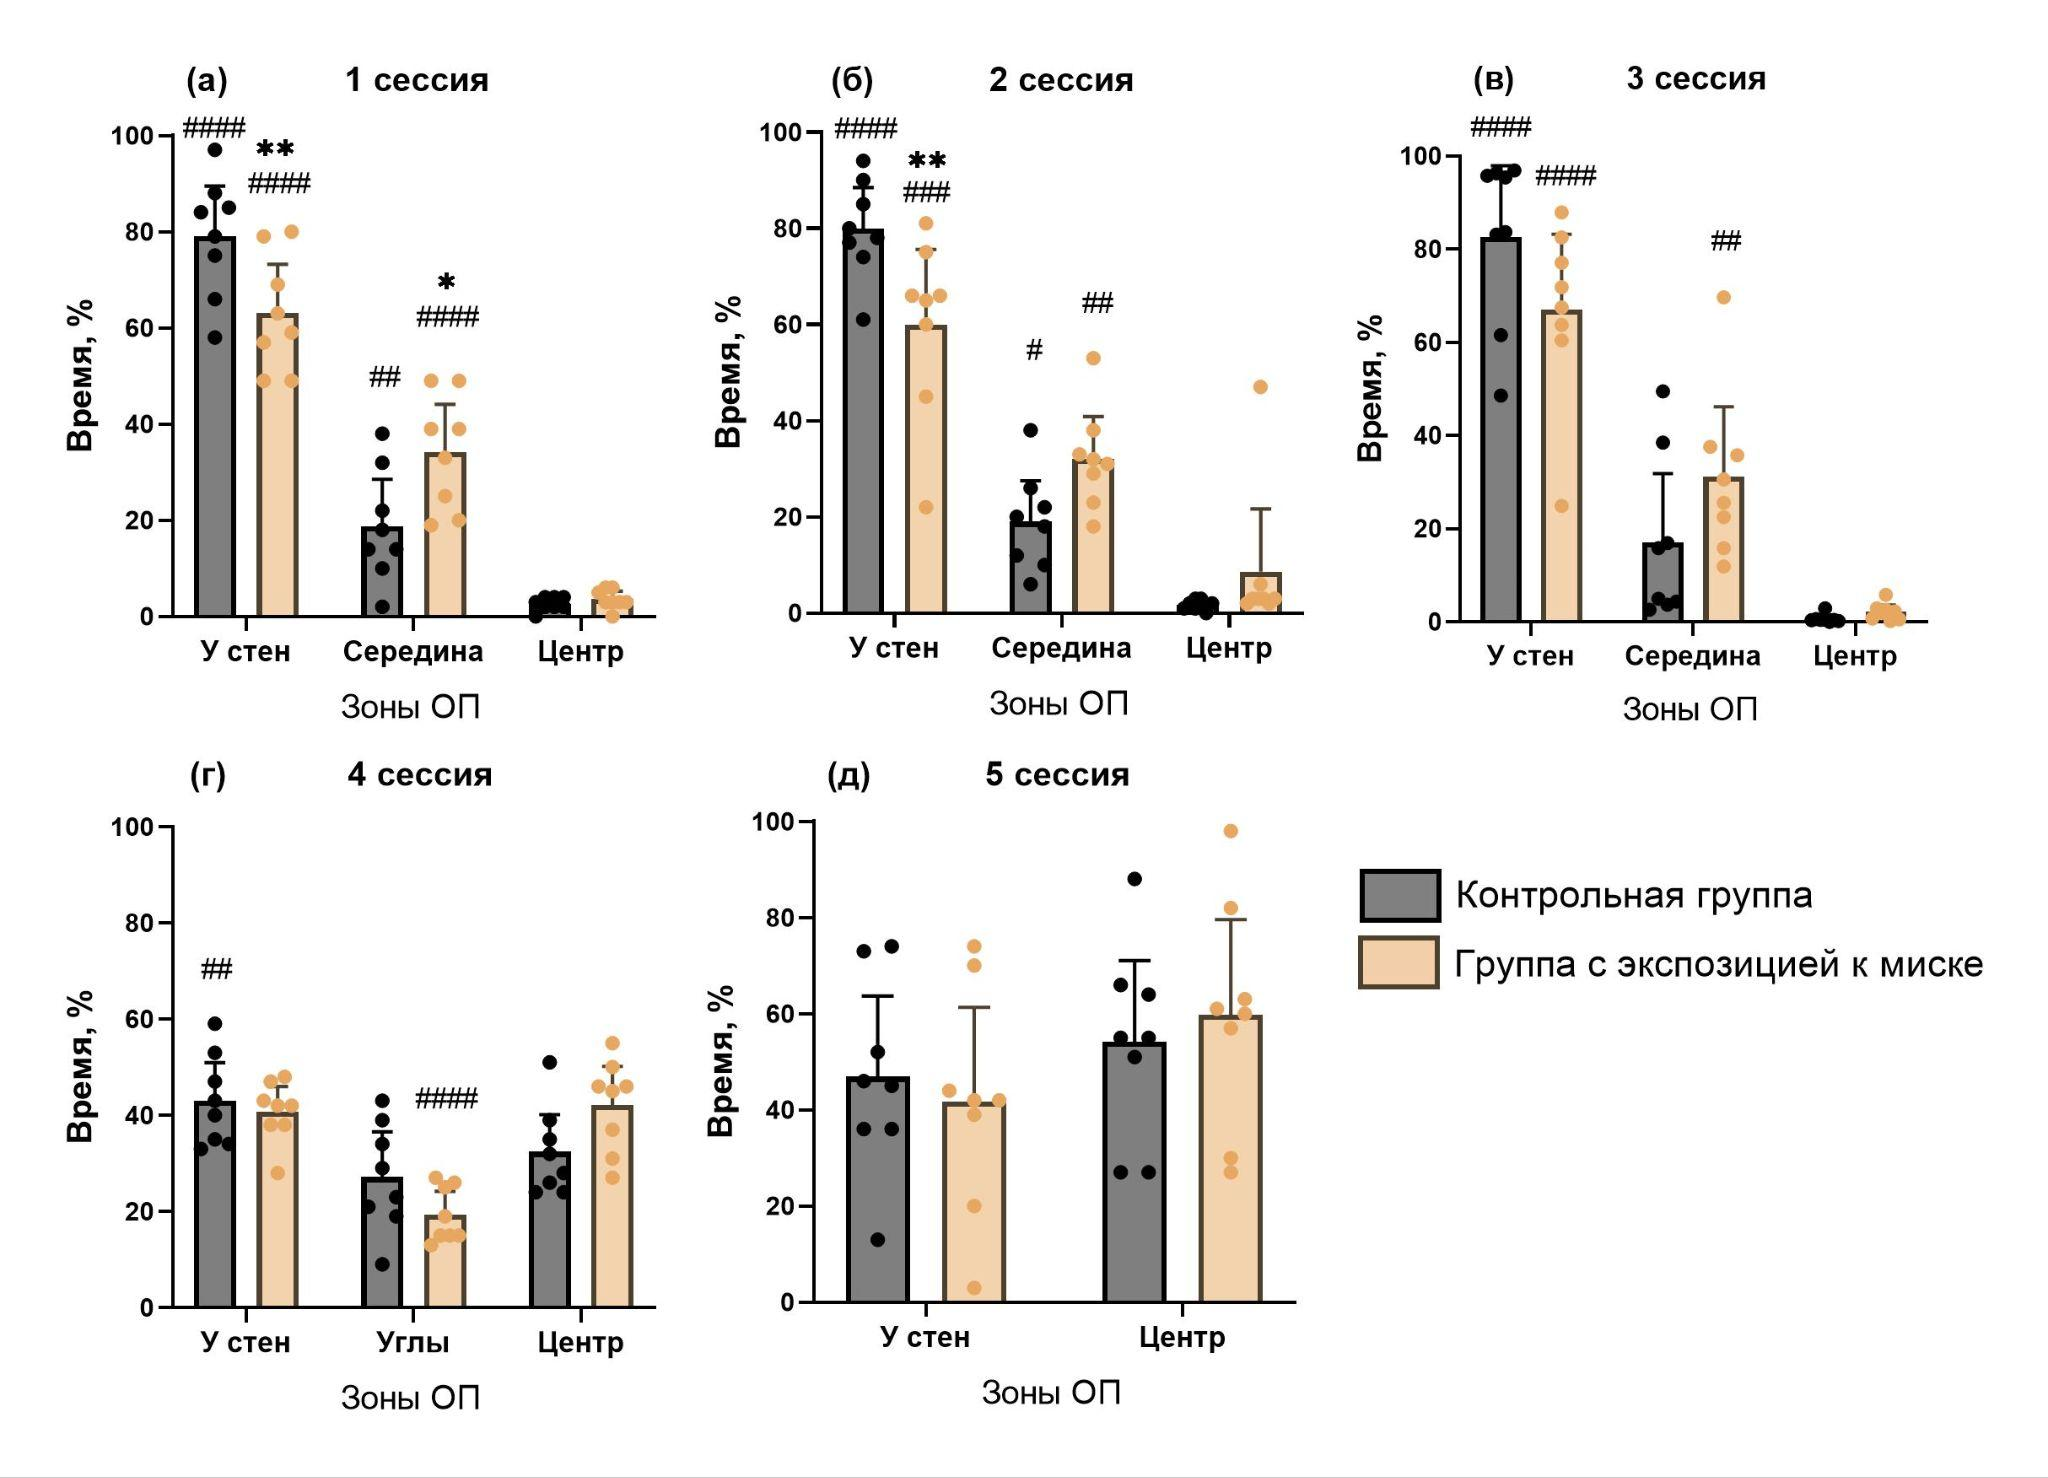 (а) 1 сессия
####
**
####
*
####
##
Время, %
100
80
60
40
20
0
У стен Середина Центр
Зоны ОП
(б) 2 сессия
####
**
###
##
#
Время, %
100
80
60
40
20
0
У стен Середина Центр
Зоны ОП
(в) 3 сессия
####
####
##
Время, %
100
80
60
40
20
0
У стен Середина Центр
Зоны ОП
(г) 4 сессия
##
####
Время, %
100
80
60
40
20
0
У стен Углы Центр
Зоны ОП
(д) 5 сессия
Время, %
100
80
60
40
20
0
У стен Центр
Зоны ОП
Контрольная группа
Группа с экспозицией к миске